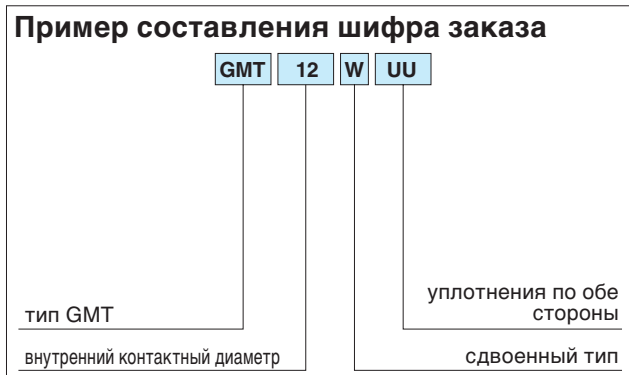 Пример составления шифра заказа
GMT 12 W UU
уплотнения по обе
стороны
тип GMT
внутренний контактный диаметр
сдвоенный тип